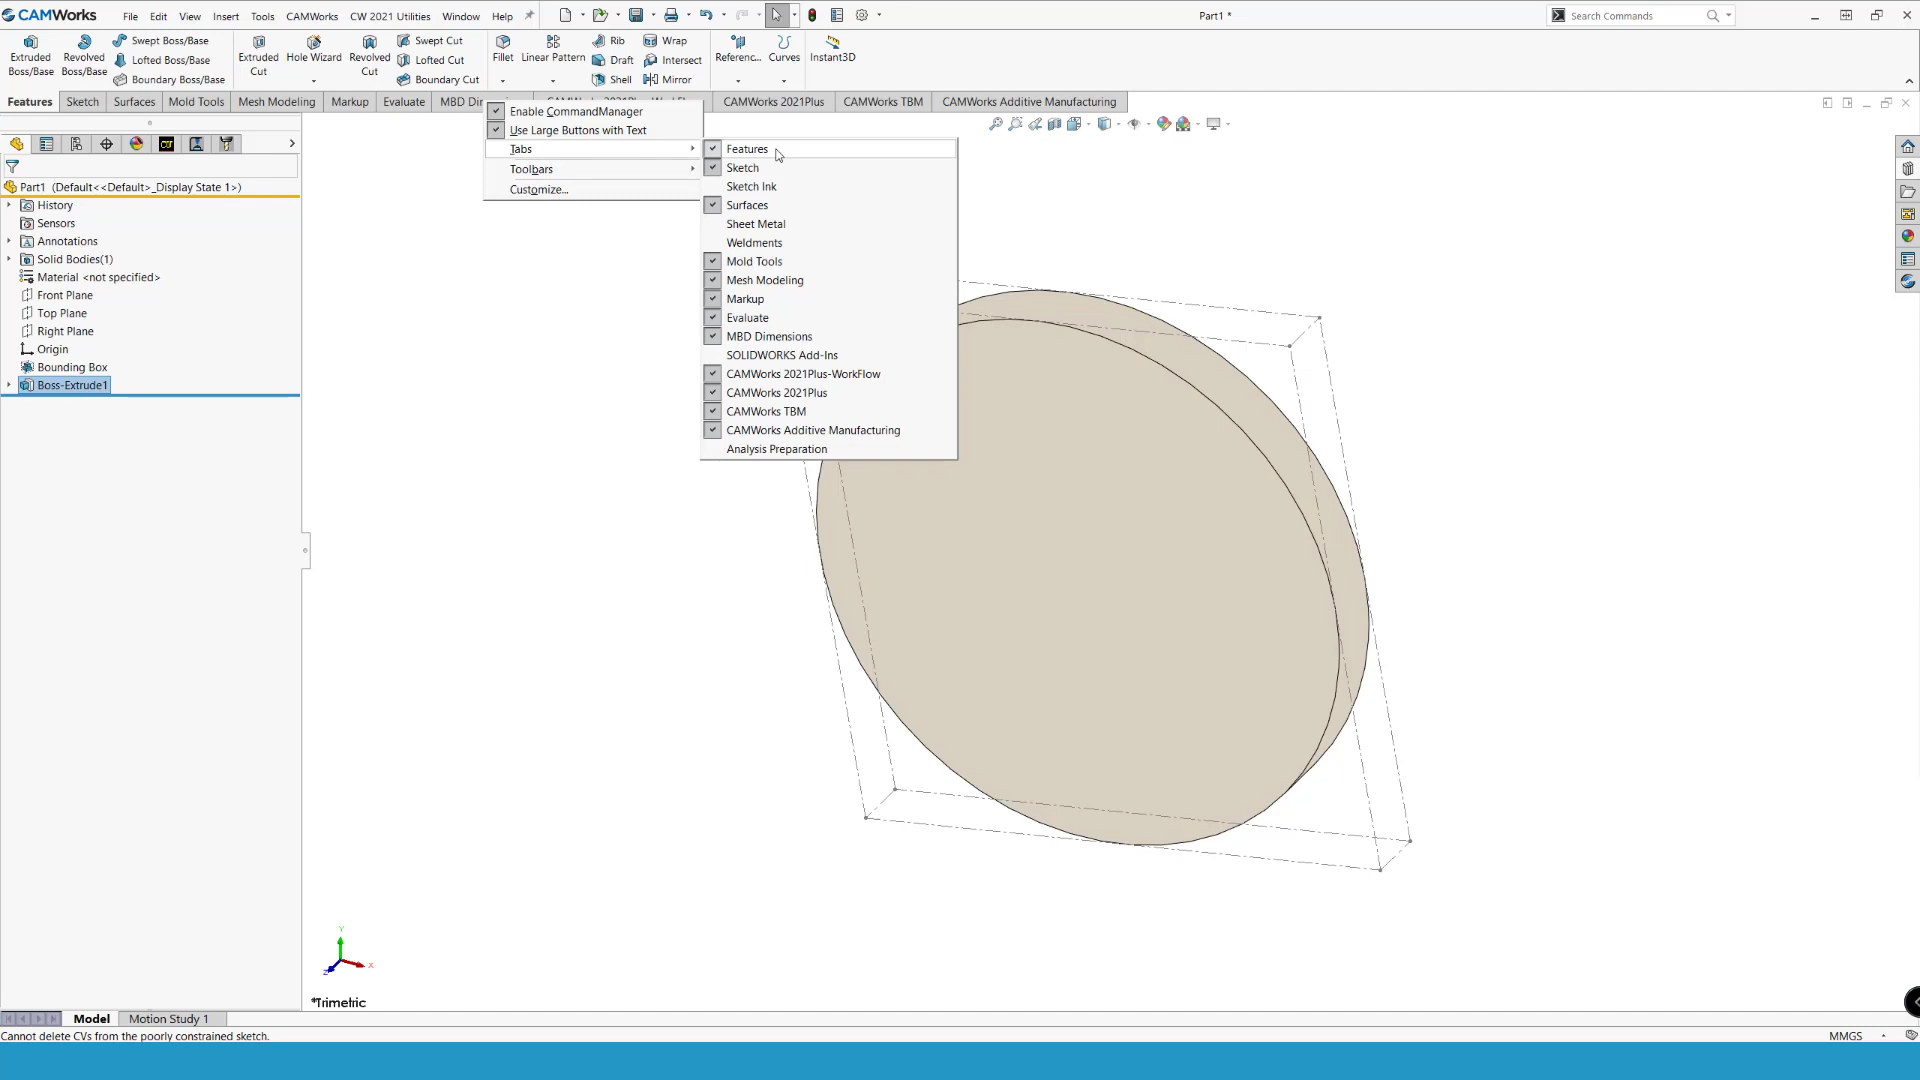 CAMWorks File Edit View Insert Tools CAMWorks CW 2021 Utilities Window Help Part1 * Search Commands
Extruded Boss/Base
Revolved Boss/Base
Swept Boss/Base
Lofted Boss/Base
Boundary Boss/Base
Extruded Cut
Hole Wizard
Revolved Cut
Swept Cut
Lofted Cut
Boundary Cut
Fillet
Linear Pattern
Rib
Draft
Shell
Wrap
Intersect
Mirror
Referenc...
Curves
Instant3D
Features Sketch Surfaces Mold Tools Mesh Modeling Markup Evaluate MBD CAMWorks 2021Plus CAMWorks TBM CAMWorks Additive Manufacturing
Enable CommandManager
Use Large Buttons with Text
Tabs
Toolbars
Customize...
Features
Sketch
Sketch Ink
Surfaces
Sheet Metal
Weldments
Mold Tools
Mesh Modeling
Markup
Evaluate
MBD Dimensions
SOLIDWORKS Add-Ins
CAMWorks 2021Plus-WorkFlow
CAMWorks 2021Plus
CAMWorks TBM
CAMWorks Additive Manufacturing
Analysis Preparation
Part1 (Default<<Default>_Display State 1>)
History
Sensors
Annotations
Solid Bodies(1)
Material <not specified>
Front Plane
Top Plane
Right Plane
Origin
Bounding Box
Boss-Extrude1
Y
X
Z
*Trimetric
Model Motion Study 1
Cannot delete CVs from the poorly constrained sketch. MMGS